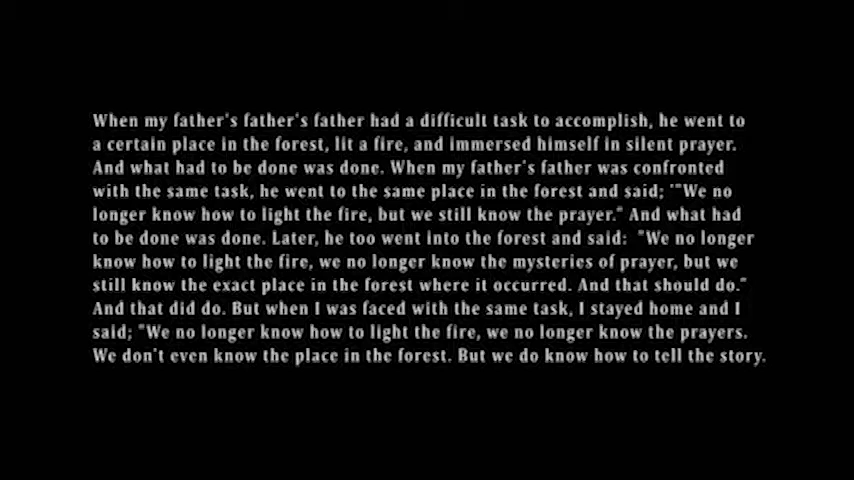 When my father's father's father had a difficult task to accomplish, he went to
a certain place in the forest, lit a fire, and immersed himself in silent prayer.
And what had to be done was done. When my father's father was confronted
with the same task, he went to the same place in the forest and said; '"We no
longer know how to light the fire, but we still know the prayer." And what had
to be done was done. Later, he too went into the forest and said:  "We no longer
know how to light the fire, we no longer know the mysteries of prayer, but we
still know the exact place in the forest where it occurred. And that should do."
And that did do. But when I was faced with the same task, I stayed home and I
said; "We no longer know how to light the fire, we no longer know the prayers.
We don't even know the place in the forest. But we do know how to tell the story.